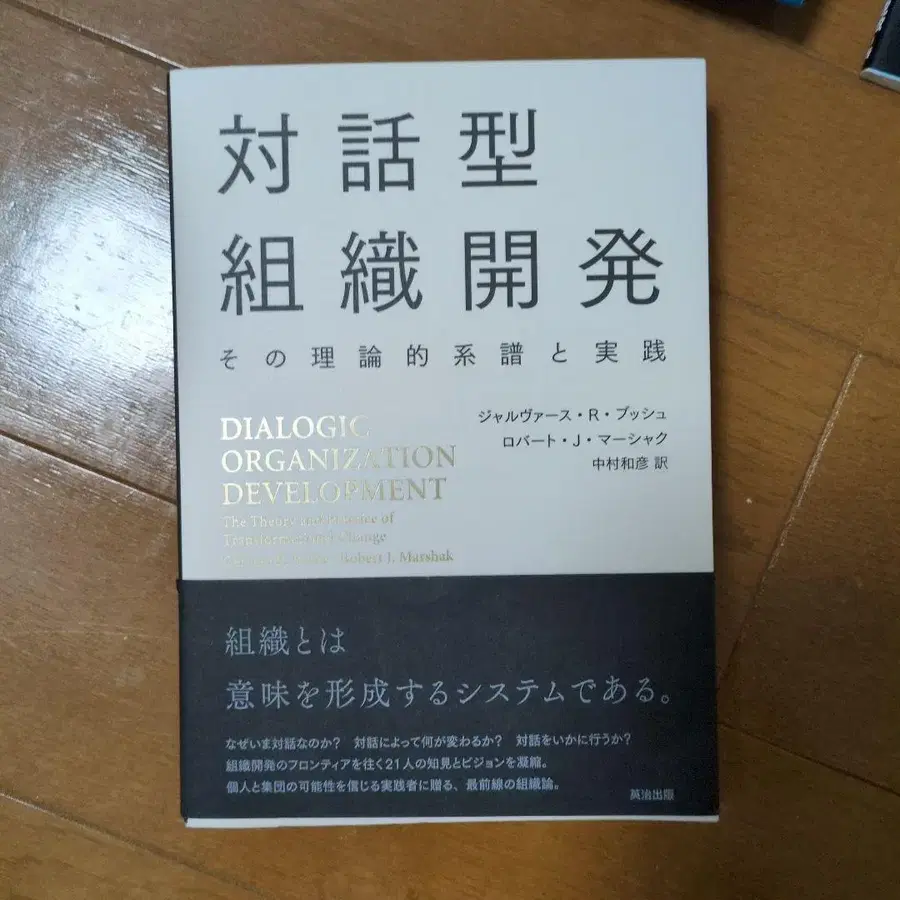 対話型
組織開発
その理論的系譜と実践
ジャルヴァース・R・ブッシュ
ロバート・J・マーシャク
中村和彦 訳
DIALOGIC
ORGANIZATION
DEVELOPMENT
The Theory and Practice of
Transformational Change
Robert J. Marshak
組織とは
意味を形成するシステムである。
なぜいま対話なのか? 対話によって何が変わるか? 対話をいかに行うか?
組織開発のフロンティアを往く21人の知見とビジョンを凝縮。
個人と集団の可能性を信じる実践者に贈る、最前線の組織論。
英治出版